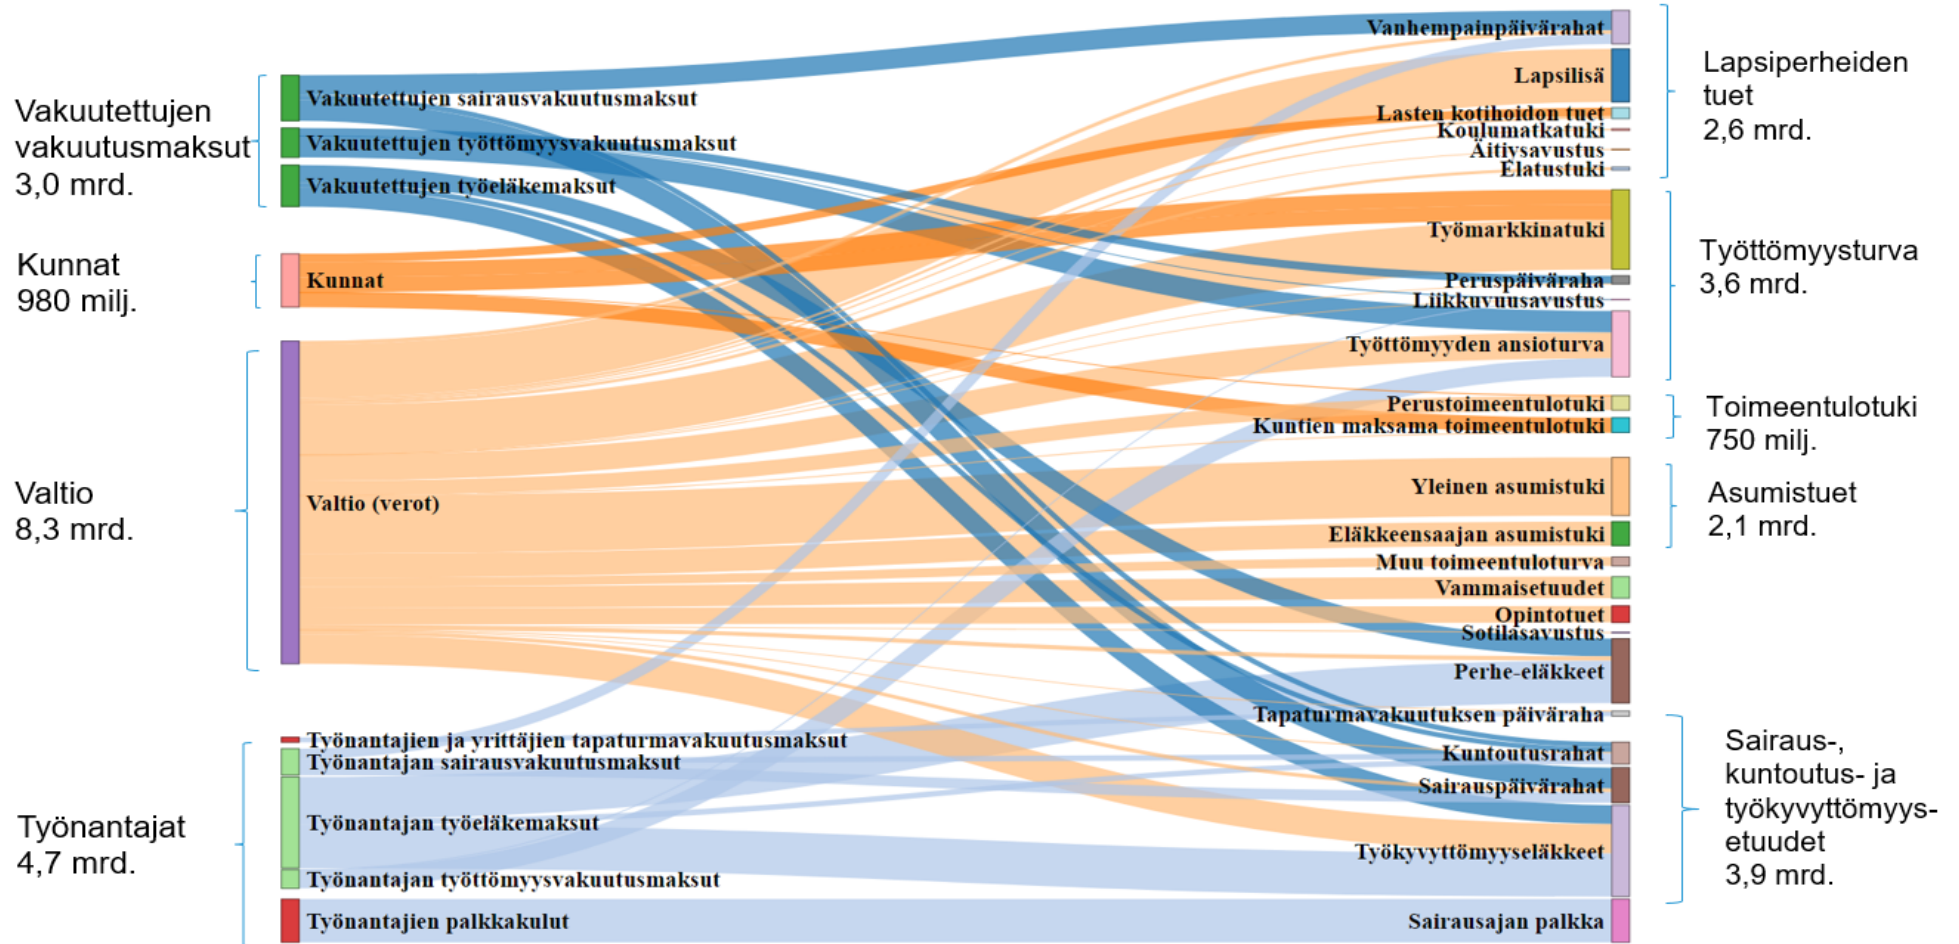 Vakuutettujen
vakuutusmaksut
3,0 mrd.
Kunnat
980 milj.
Valtio
8,3 mrd.
Työnantajat
4,7 mrd.
Vakuutettujen sairausvakuutusmaksut
Vakuutettujen työttömyysvakuutusmaksut
Vakuutettujen työeläkemaksut
Kunnat
Valtio (verot)
Työnantajien ja yrittäjien tapaturmavakuutusmaksut
Työnantajan sairausvakuutusmaksut
Työnantajan työeläkemaksut
Työnantajan työttömyysvakuutusmaksut
Työnantajien palkkakulut
Vanhempainpäivärahat
Lapsilisä
Lasten kotihoidon tuet
Koulumatkatuki
Äitiysavustus
Elatustuki
Työmarkkinatuki
Peruspäiväraha
Liikkuvuusavustus
Työttömyyden ansioturva
Perustoimeentulotuki
Kuntien maksama toimeentulotuki
Yleinen asumistuki
Eläkkeensaajan asumistuki
Muu toimeentuloturva
Vammaisetuudet
Opintotuet
Sotilasavustus
Perhe-eläkkeet
Tapaturmavakuutuksen päiväraha
Kuntoutusrahat
Sairauspäivärahat
Työkyvyttömyyseläkkeet
Sairausajan palkka
Lapsiperheiden
tuet
2,6 mrd.
Työttömyysturva
3,6 mrd.
Toimeentulotuki
750 milj.
Asumistuet
2,1 mrd.
Sairaus-,
kuntoutus- ja
työkyvyttömyys-
etuudet
3,9 mrd.